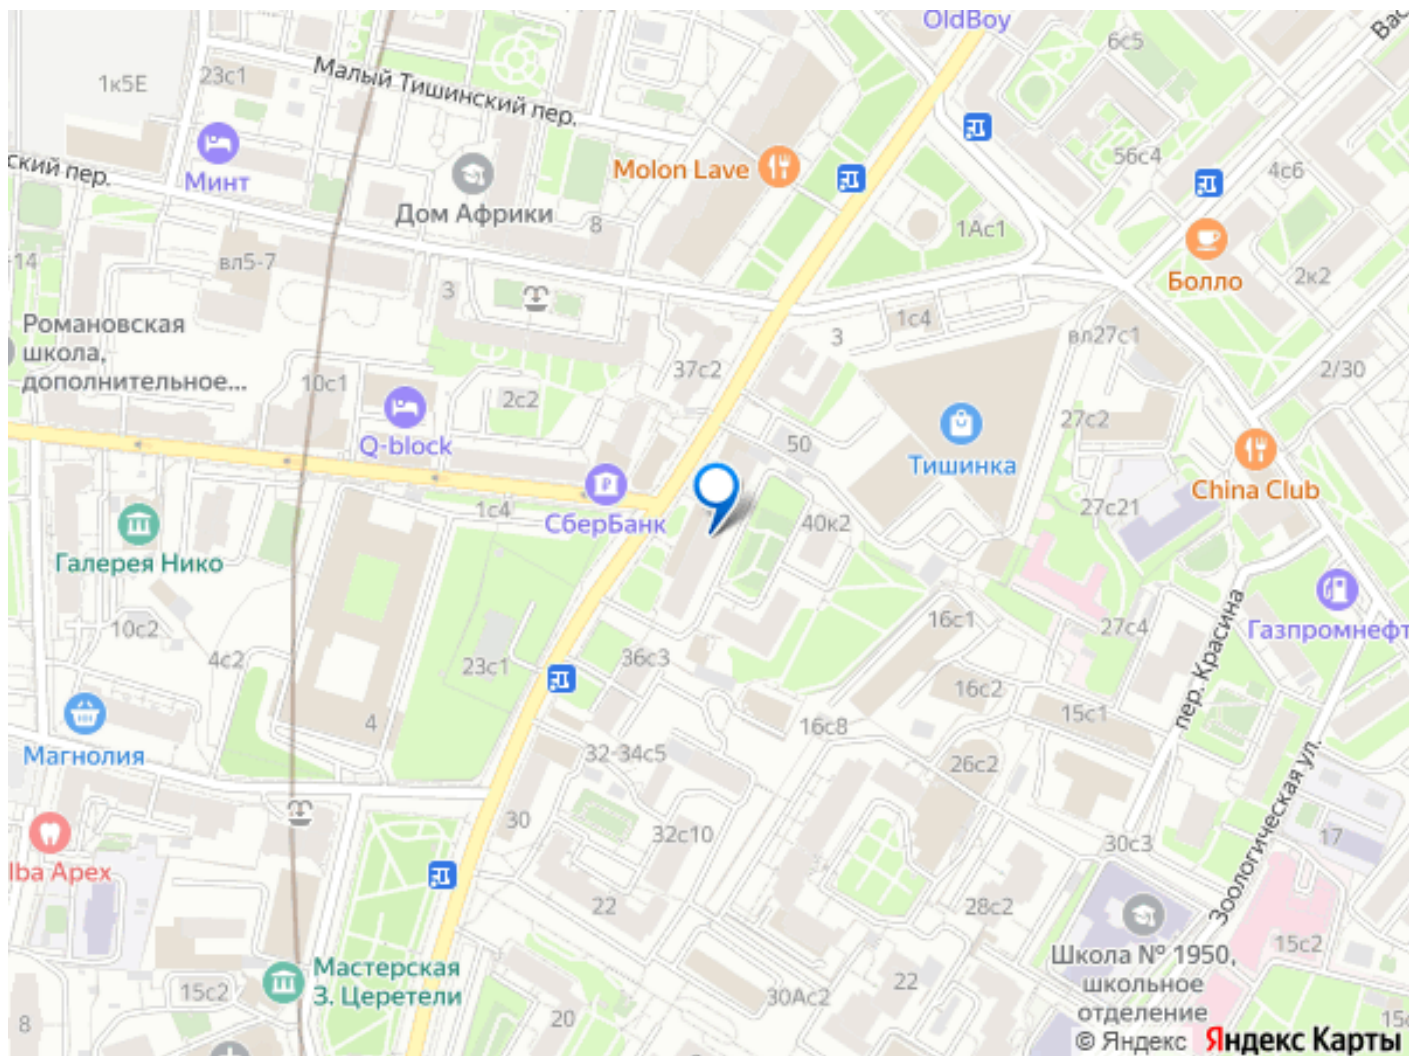 OldBoy
6с5
Вас
1к5Е
23с1
Малый Тишинский пер.
ский пер.
Минт
Дом Африки
Molon Lave
56с4
4с6
1Ас1
Болло
2к2
14
вл5-7
8
3
Романовская
школа,
дополнительное...
10с1
2с2
37с2
3
1с4
вл27с1
2/30
Q-block
50
Тишинка
27с2
China Club
27с21
1с4
СберБанк
40к2
Галерея Нико
10с2
4с2
23с1
36с3
16с1
27с4
пер. Красина
Газпромнефт
4
16с2
15с1
16с8
Магнолия
32-34с5
26с2
Зоологическая ул.
30
32с10
30с3
17
lba Apex
22
28с2
Школа № 1950,
школьное
отделение
15с2
Мастерская
З. Церетели
15с2
22
30Ас2
8
20
15с
© Яндекс Яндекс Карты